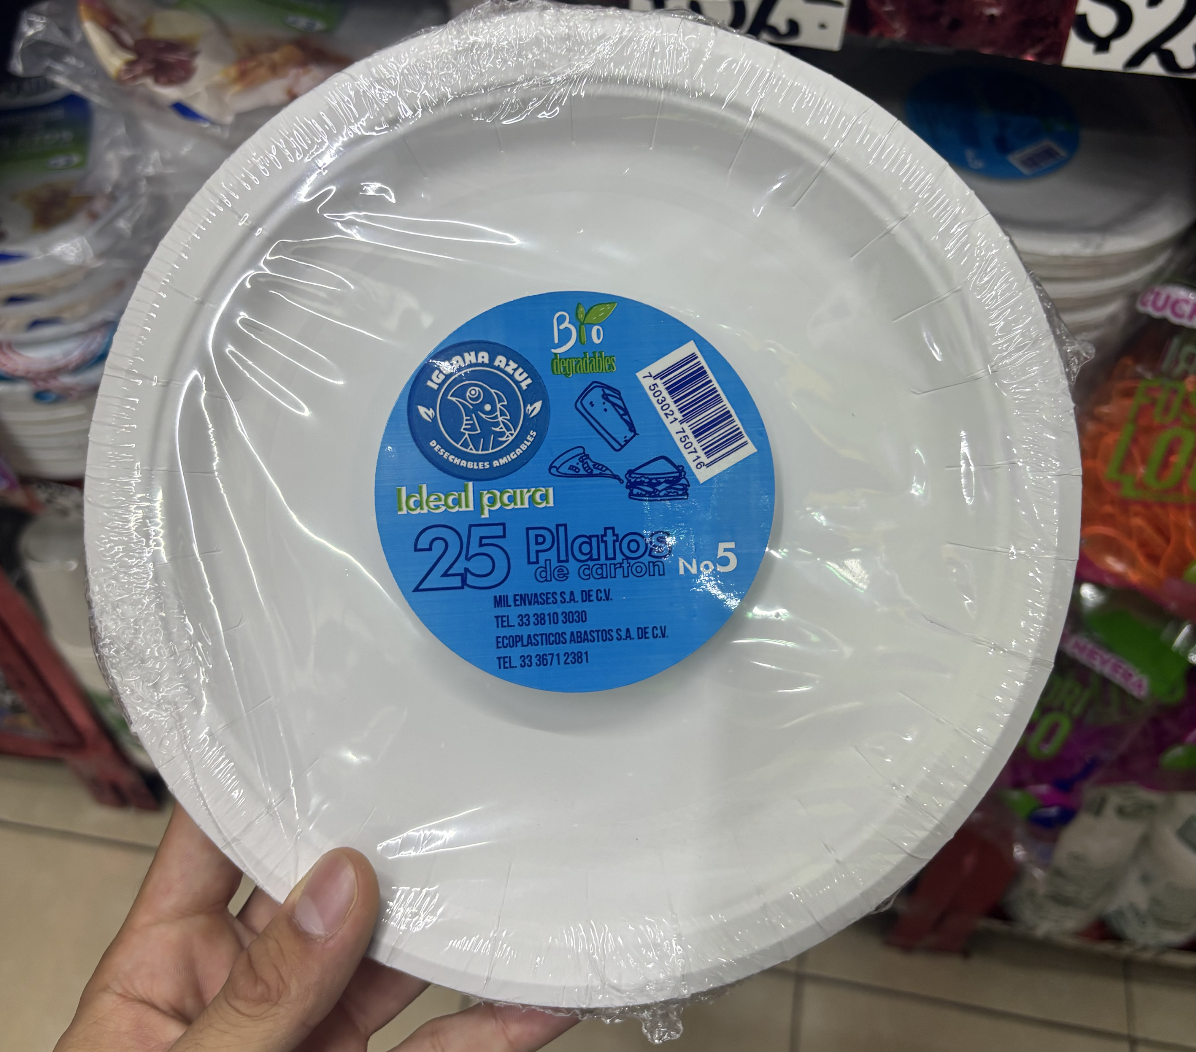 Bio
degradables
IGUANA AZUL
DESECHABLES AMIGABLES
7 503021 750716
Ideal para
25 Platos
de carton No5
MIL ENVASES S.A. DE C.V.
TEL. 33 3810 3030
ECOPLASTICOS ABASTOS S.A. DE C.V.
TEL. 33 3671 2381
NEVERA